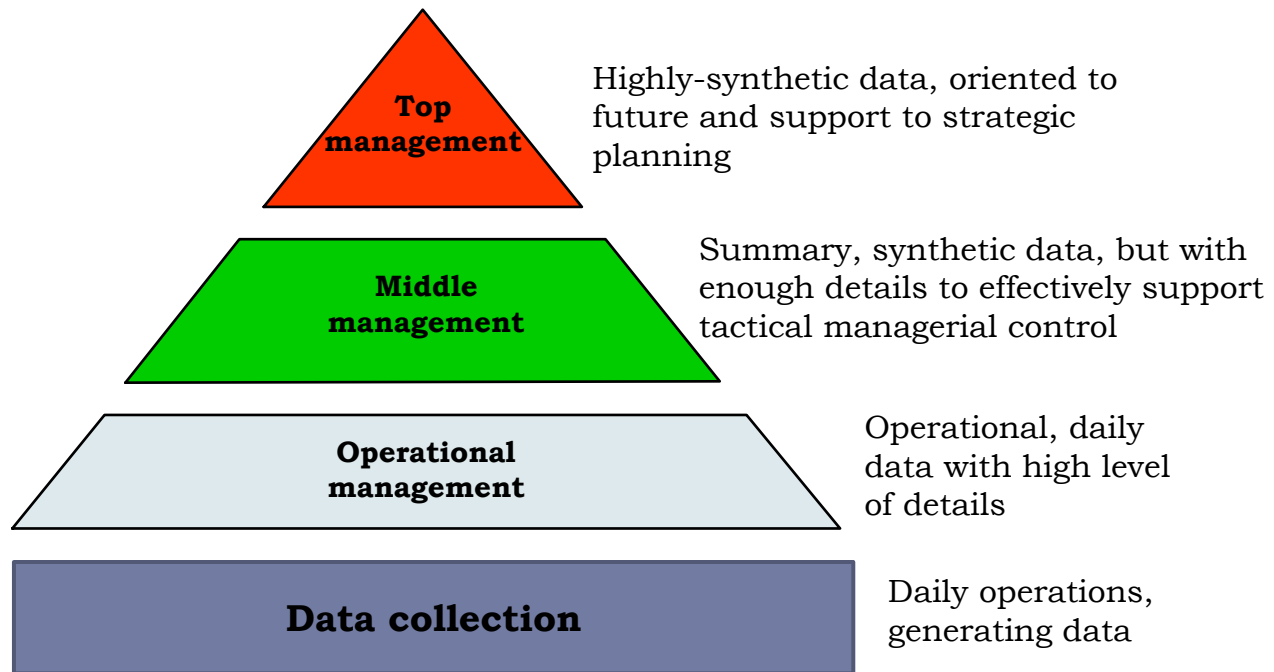 Top
management
Highly-synthetic data, oriented to
future and support to strategic
planning
Middle
management
Summary, synthetic data, but with
enough details to effectively support
tactical managerial control
Operational
management
Operational, daily
data with high level
of details
Data collection
Daily operations,
generating data